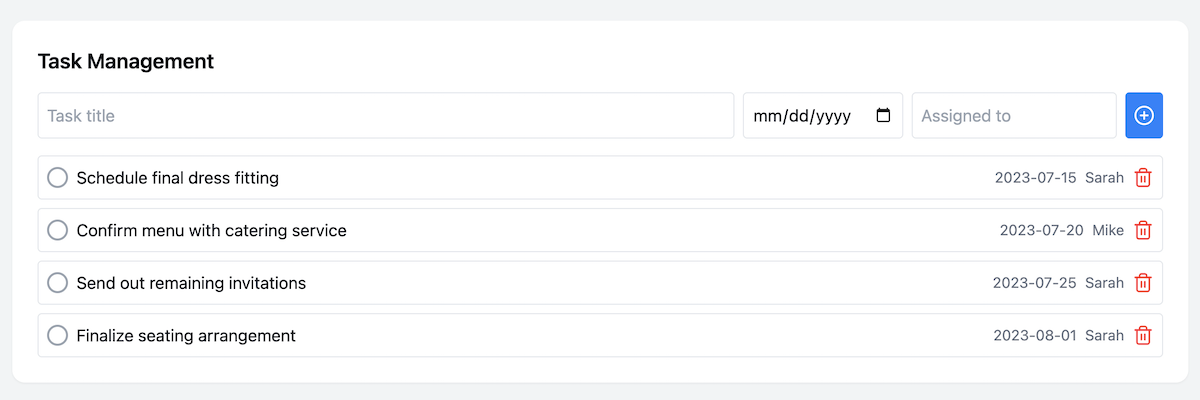 Task Management
Task title mm/dd/yyyy Assigned to
Schedule final dress fitting 2023-07-15 Sarah
Confirm menu with catering service 2023-07-20 Mike
Send out remaining invitations 2023-07-25 Sarah
Finalize seating arrangement 2023-08-01 Sarah